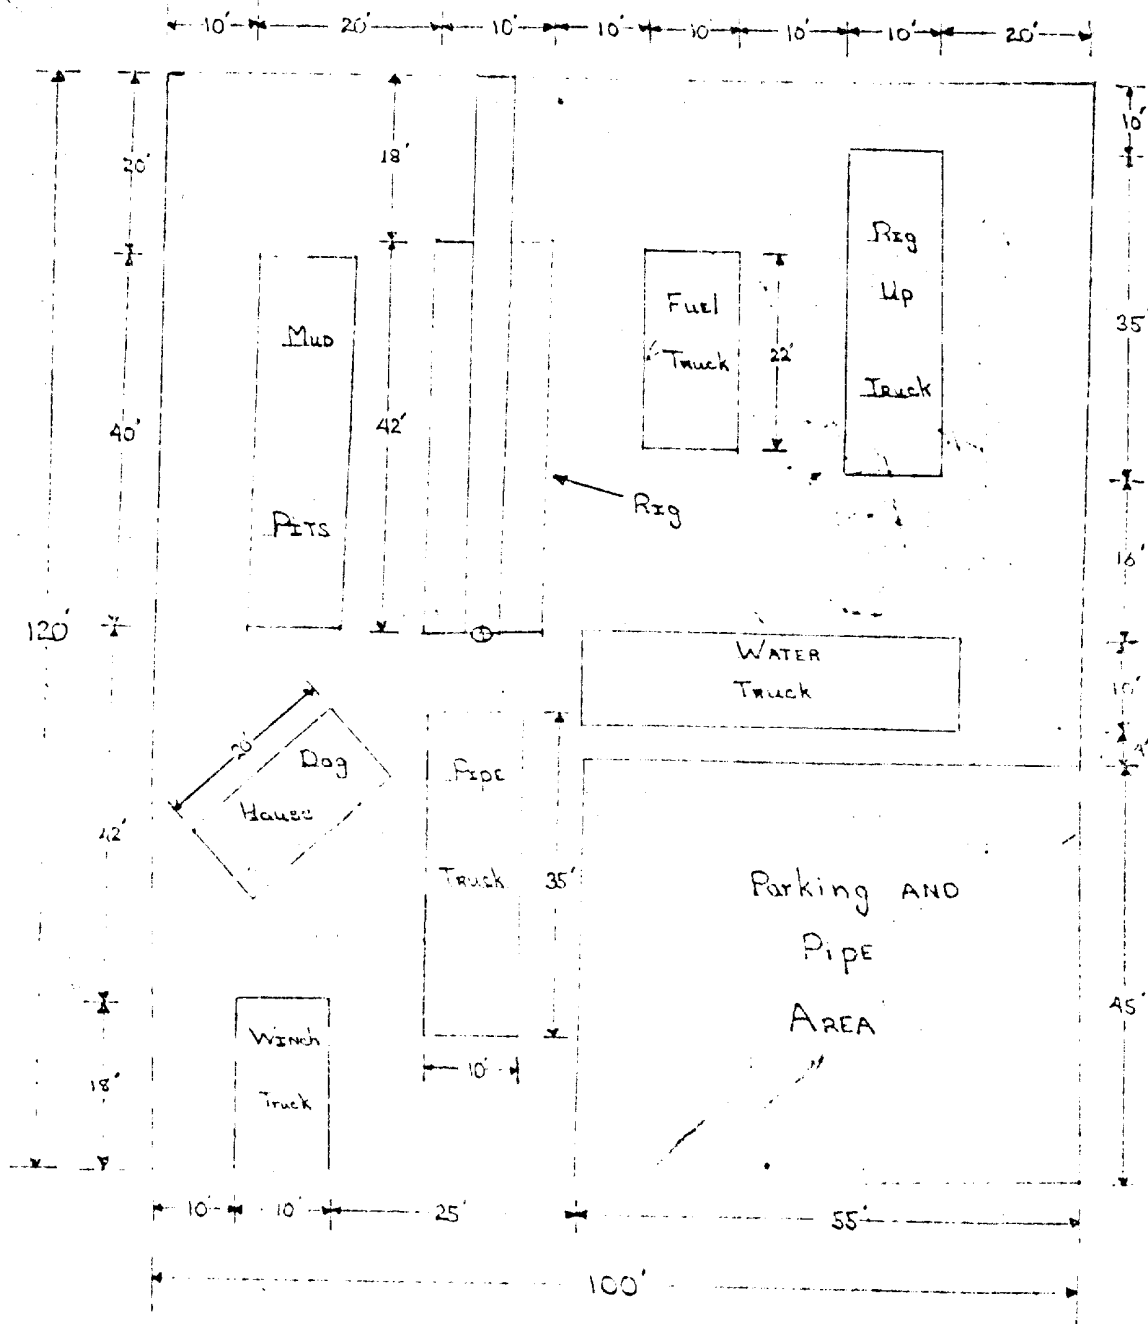 10' 20' 10' 10' 10' 10' 10' 20'
10'
20'
18'
Rig
Up
Truck
Fuel
Truck
22'
35'
Mud
Pits
40'
42'
Rig
16'
120'
Water
Truck
10'
4'
20'
Dog
House
Pipe
Truck
35'
42'
Parking AND
Pipe
Area
45'
Winch
Truck
18'
10'
10' 10' 25' 55'
100'